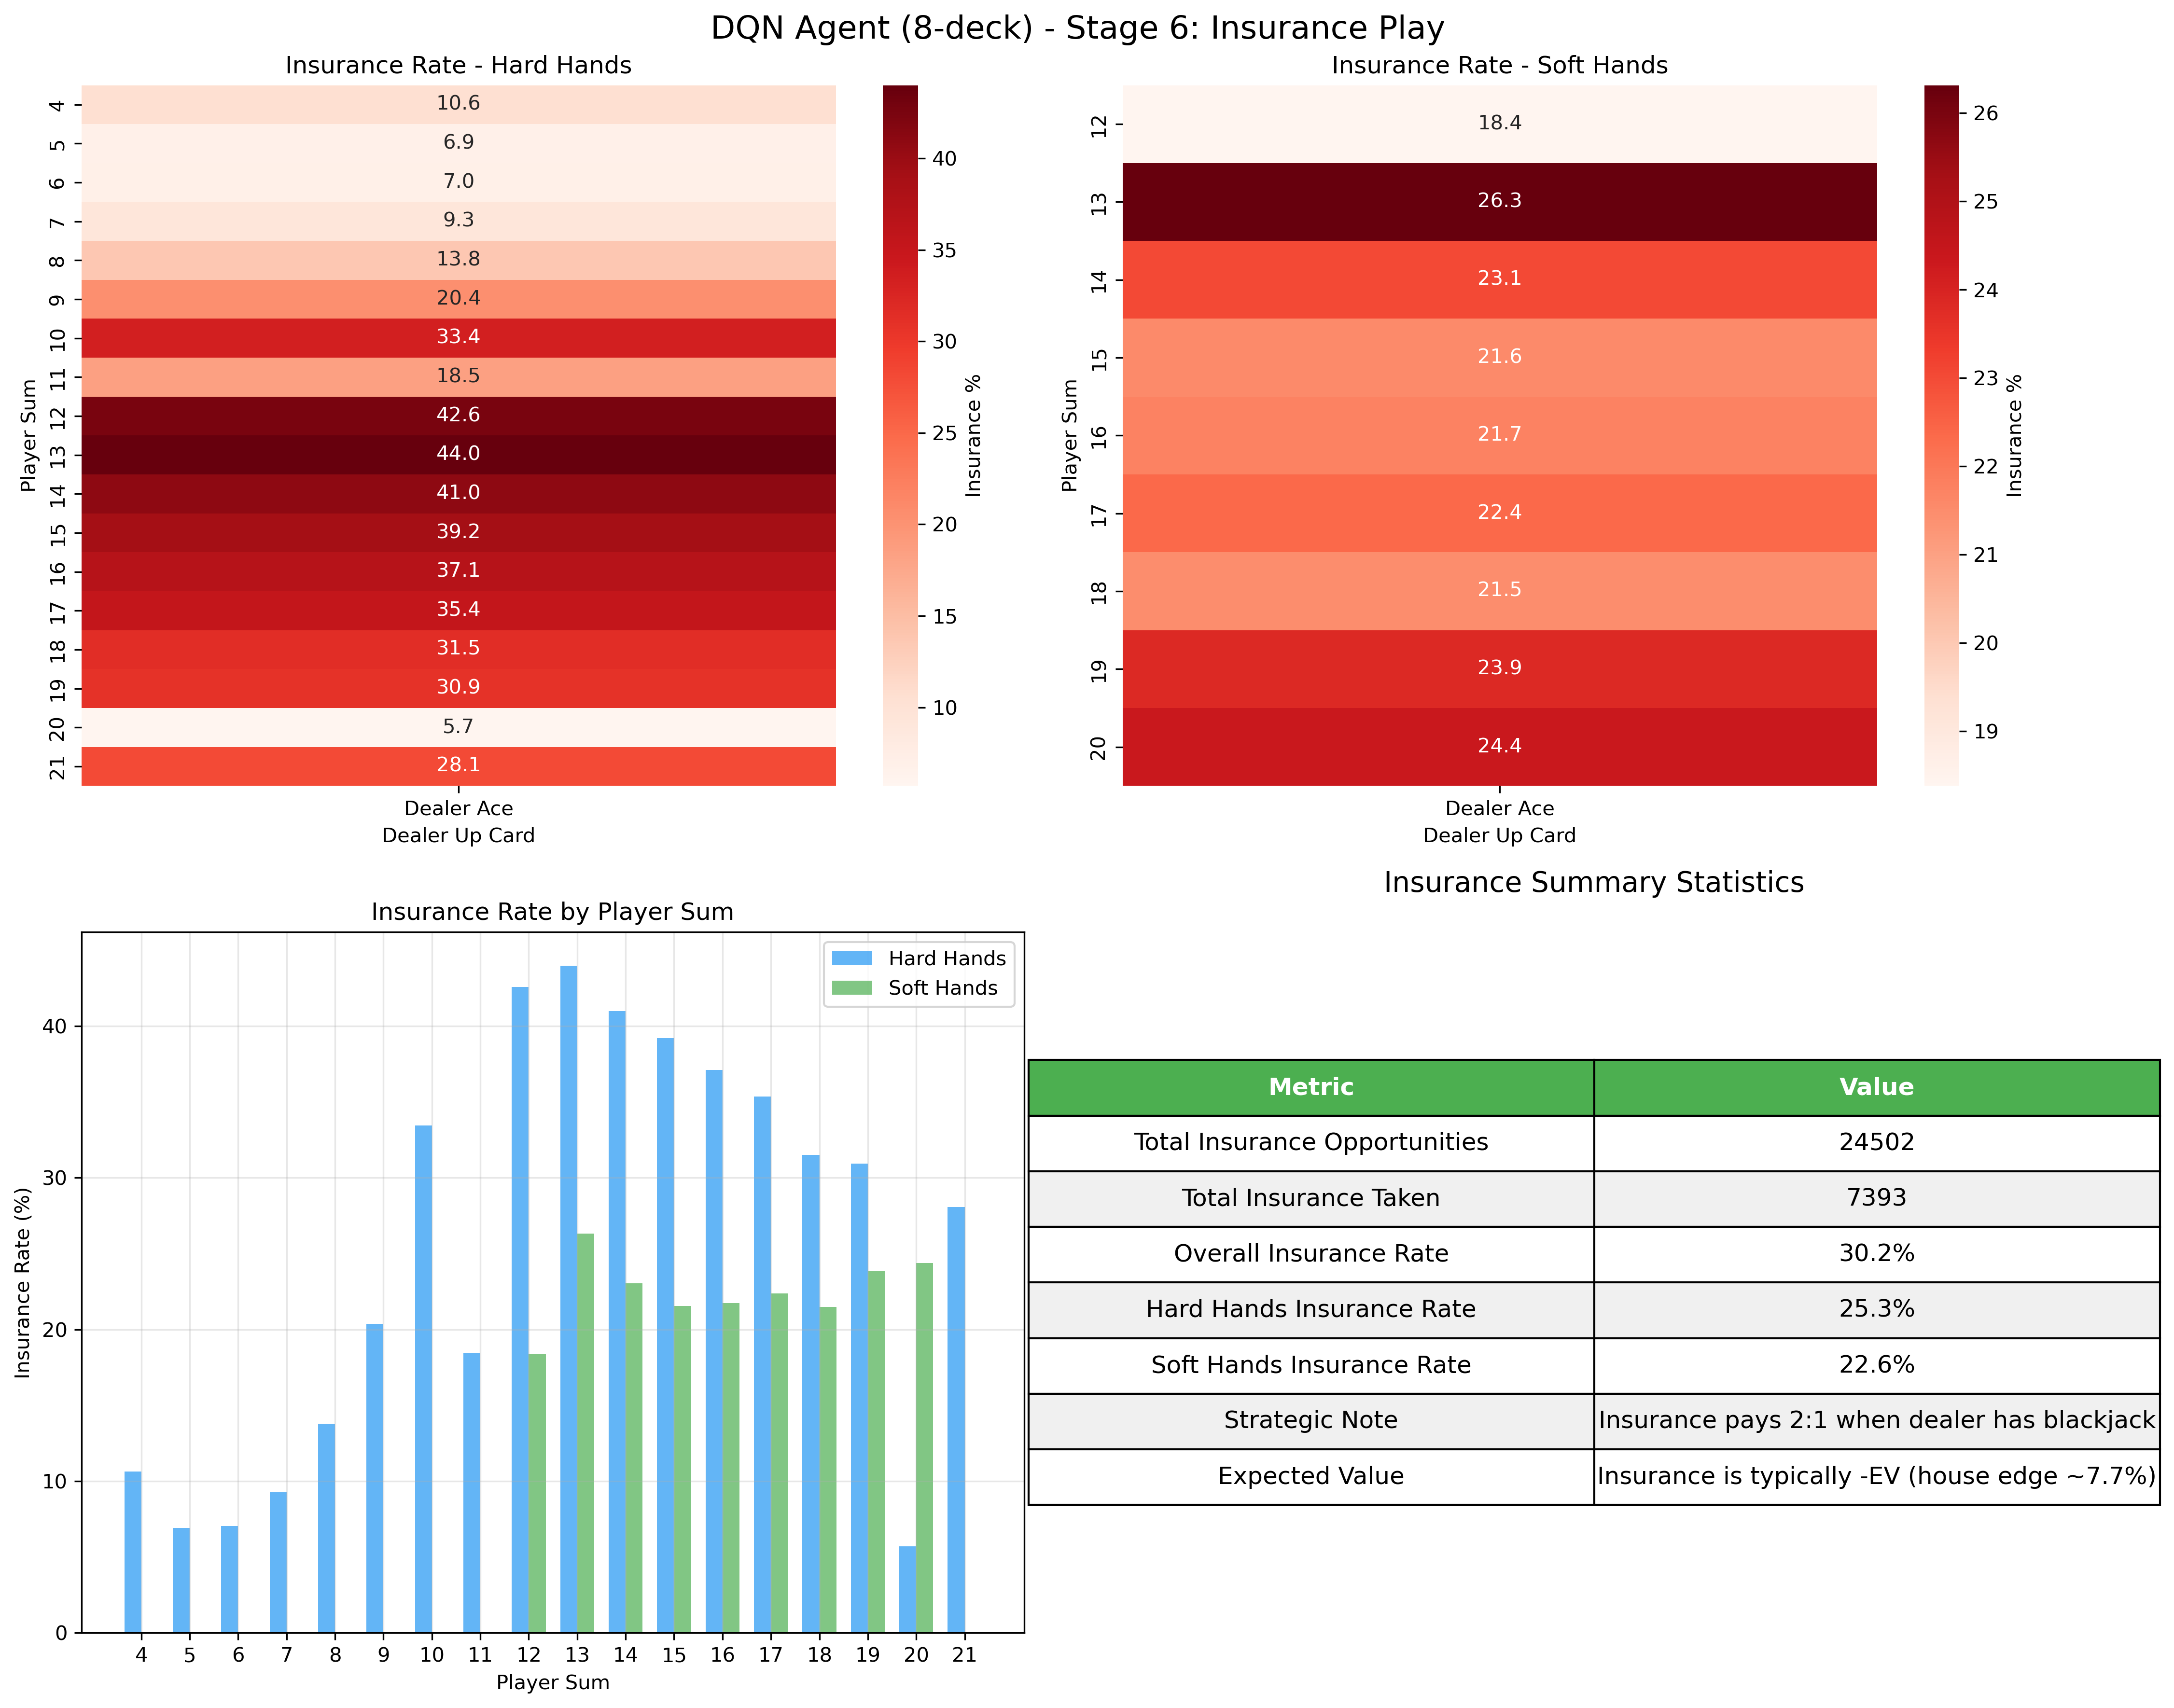 DQN Agent (8-deck) - Stage 6: Insurance Play
Insurance Rate - Hard Hands
Player Sum
4 10.6
5 6.9
6 7.0
7 9.3
8 13.8
9 20.4
10 33.4
11 18.5
12 42.6
13 44.0
14 41.0
15 39.2
16 37.1
17 35.4
18 31.5
19 30.9
20 5.7
21 28.1
Dealer Ace
Dealer Up Card
40
35
30
25
20
15
10
Insurance %
Insurance Rate - Soft Hands
Player Sum
12 18.4
13 26.3
14 23.1
15 21.6
16 21.7
17 22.4
18 21.5
19 23.9
20 24.4
Dealer Ace
Dealer Up Card
26
25
24
23
22
21
20
19
Insurance %
Insurance Rate by Player Sum
Hard Hands
Soft Hands
Insurance Rate (%)
40
30
20
10
0
4 5 6 7 8 9 10 11 12 13 14 15 16 17 18 19 20 21
Player Sum
Insurance Summary Statistics
Metric Value
Total Insurance Opportunities 24502
Total Insurance Taken 7393
Overall Insurance Rate 30.2%
Hard Hands Insurance Rate 25.3%
Soft Hands Insurance Rate 22.6%
Strategic Note Insurance pays 2:1 when dealer has blackjack
Expected Value Insurance is typically -EV (house edge ~7.7%)